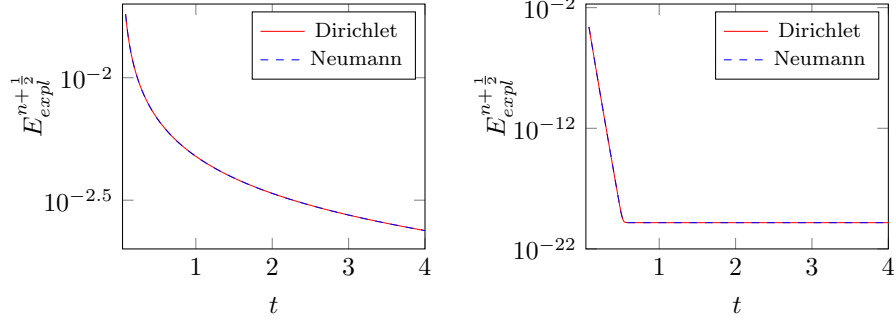 Dirichlet
Neumann
10^{-2}
10^{-2.5}
E_{expl}^{n+\frac{1}{2}}
1 2 3 4
t
Dirichlet
Neumann
10^{-2}
10^{-12}
10^{-22}
E_{expl}^{n+\frac{1}{2}}
1 2 3 4
t